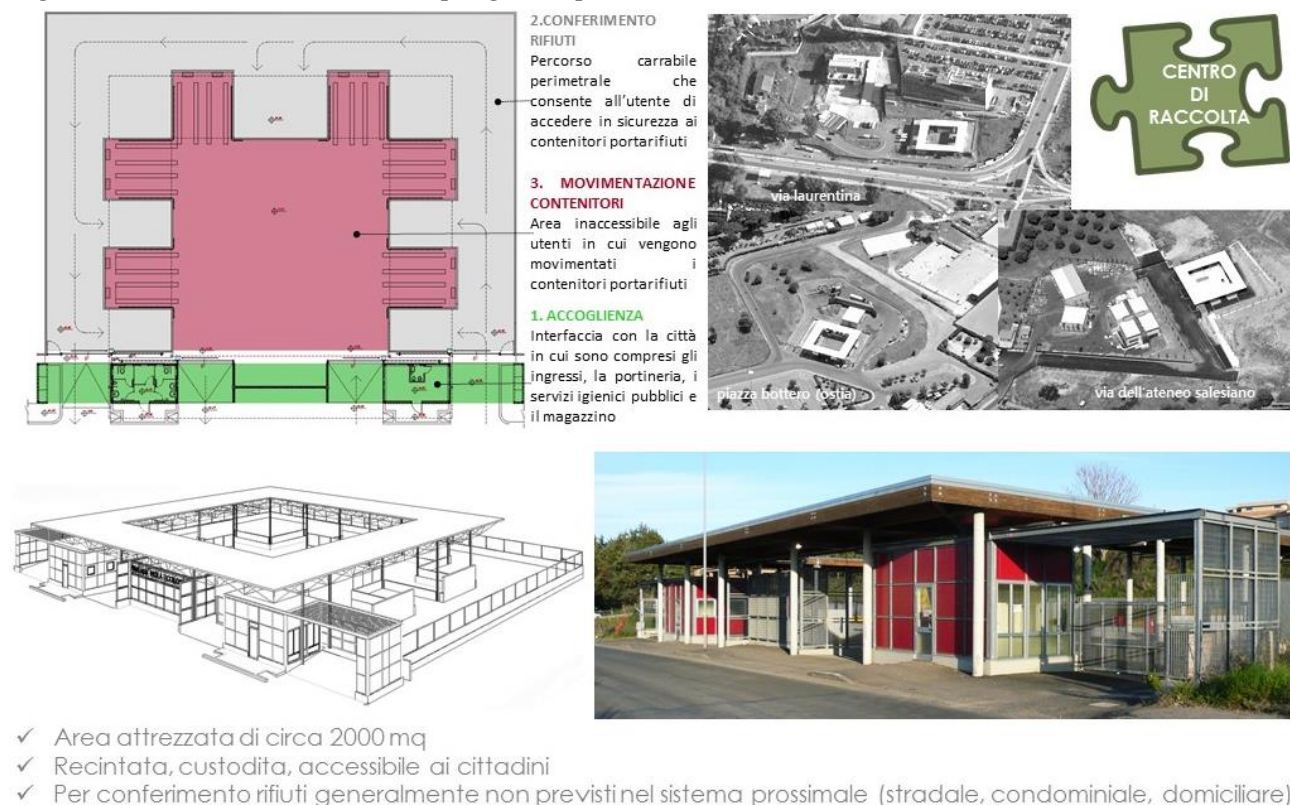 2.CONFERIMENTO
RIFIUTI
Percorso carrabile
perimetrale che
consente all’utente di
accedere in sicurezza ai
contenitori portarifiuti
3. MOVIMENTAZIONE
CONTENITORI
Area inaccessibile agli
utenti in cui vengono
movimentati i
contenitori portarifiuti
1. ACCOGLIENZA
Interfaccia con la città
in cui sono compresi gli
ingressi, la portineria, i
servizi igienici pubblici e
il magazzino
via laurentina
piazza bottero (ostia)
via dell'ateneo salesiano
CENTRO
DI
RACCOLTA
✓ Area attrezzata di circa 2000 mq
✓ Recintata, custodita, accessibile ai cittadini
✓ Per conferimento rifiuti generalmente non previsti nel sistema prossimale (stradale, condominiale, domiciliare)